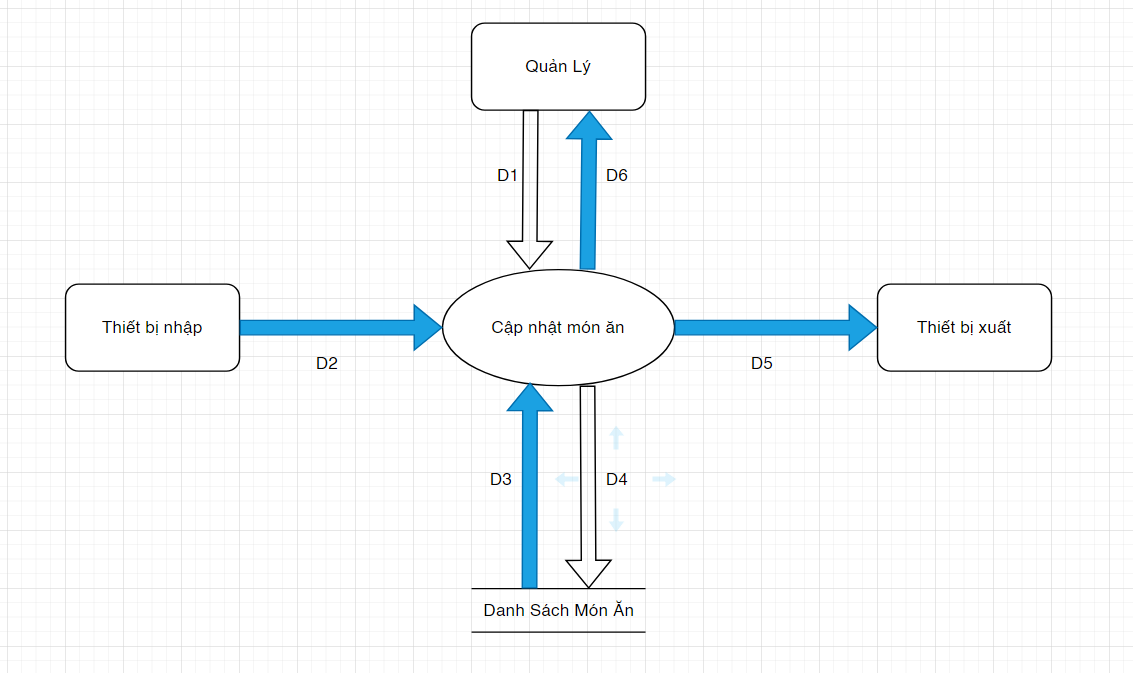 Quản Lý
D1
D6
Thiết bị nhập
Cập nhật món ăn
Thiết bị xuất
D2
D5
D3
D4
Danh Sách Món Ăn